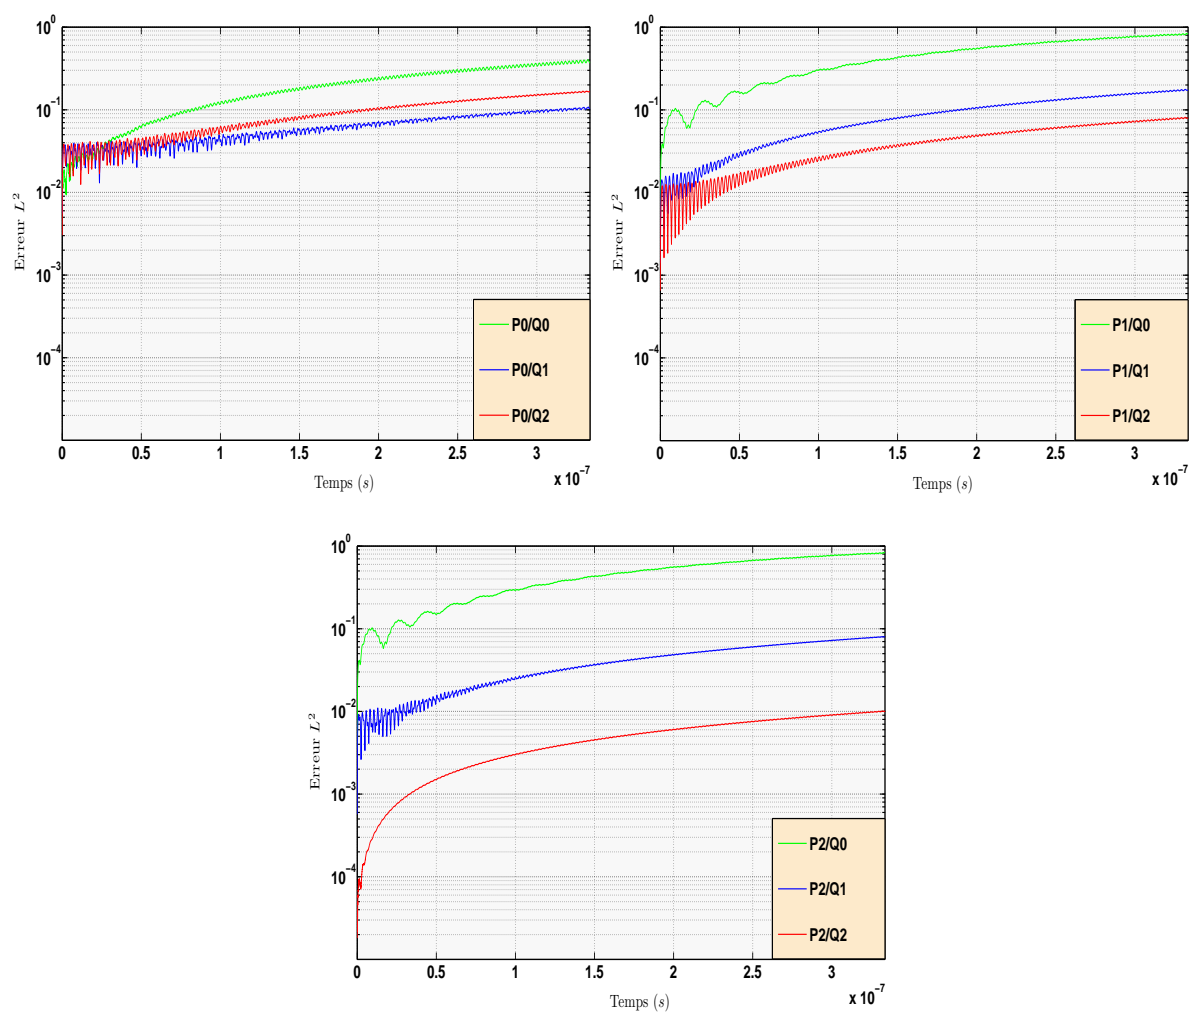 10^0
10^−1
10^−2
10^−3
10^−4
Erreur L^2
P0/Q0
P0/Q1
P0/Q2
0 0.5 1 1.5 2 2.5 3
x 10^−7
Temps (s)
10^0
10^−1
10^−2
10^−3
10^−4
Erreur L^2
P1/Q0
P1/Q1
P1/Q2
0 0.5 1 1.5 2 2.5 3
x 10^−7
Temps (s)
10^0
10^−1
10^−2
10^−3
10^−4
Erreur L^2
P2/Q0
P2/Q1
P2/Q2
0 0.5 1 1.5 2 2.5 3
x 10^−7
Temps (s)